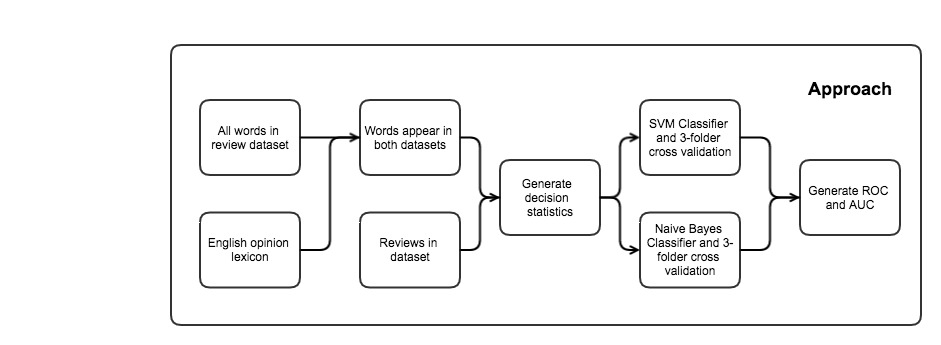 Approach
All words in
review dataset
Words appear in
both datasets
SVM Classifier
and 3-folder
cross validation
Generate
decision
statistics
Generate ROC
and AUC
English opinion
lexicon
Reviews in
dataset
Naive Bayes
Classifier and 3-
folder cross
validation